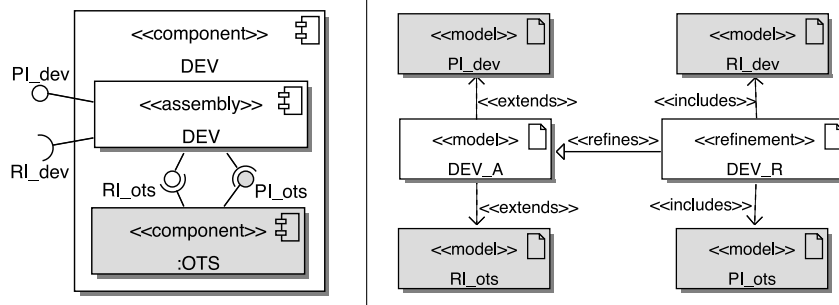 <<component>>
DEV
PI_dev
<<assembly>>
DEV
RI_dev
RI_ots
PI_ots
<<component>>
:OTS
<<model>>
PI_dev
<<model>>
RI_dev
<<extends>>
<<includes>>
<<model>>
DEV_A
<<refines>>
<<refinement>>
DEV_R
<<extends>>
<<includes>>
<<model>>
RI_ots
<<model>>
PI_ots